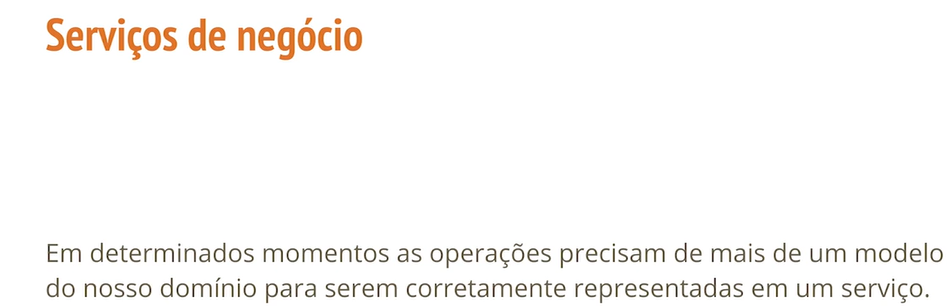 Serviços de negócio
Em determinados momentos as operações precisam de mais de um modelo
do nosso domínio para serem corretamente representadas em um serviço.